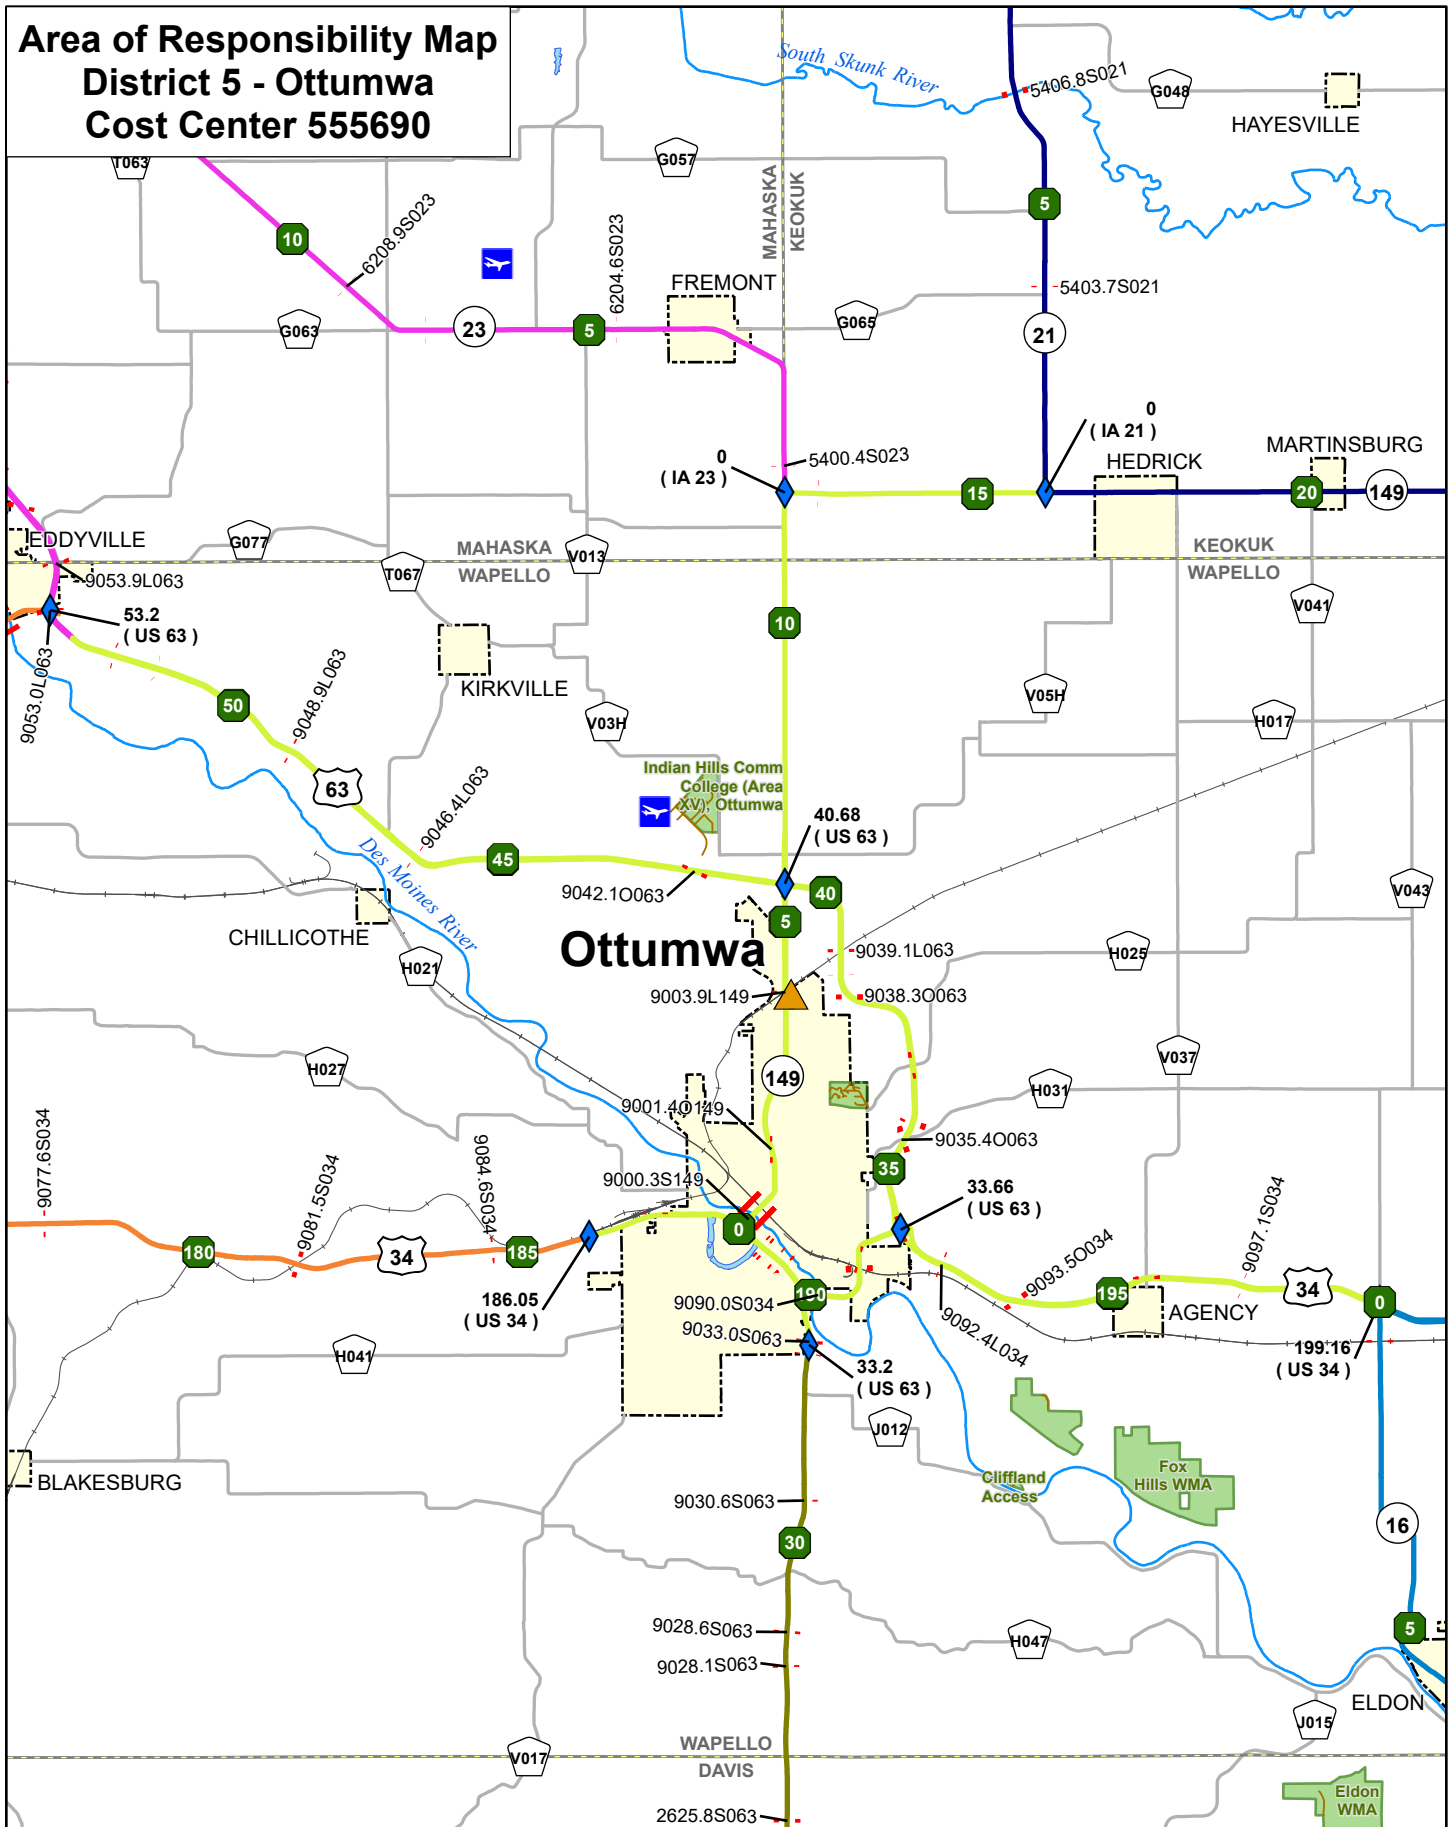 Area of Responsibility Map
District 5 - Ottumwa
Cost Center 555690
South Skunk River
5406.8S021
G048
HAYESVILLE
T063
G057
MAHASKA
KEOKUK
5
10
6208.9S023
6204.6S023
FREMONT
5403.7S021
G063
23
5
G065
21
0
( IA 21 )
MARTINSBURG
0
( IA 23 )
5400.4S023
HEDRICK
15
20
149
EDDYVILLE
G077
MAHASKA
WAPELLO
V013
KEOKUK
WAPELLO
T067
9053.9L063
53.2
( US 63 )
V041
10
9053.0L063
KIRKVILLE
9048.9L063
50
V03H
V05H
H017
63
Indian Hills Comm
College (Area
XV), Ottumwa
9046.4L063
40.68
( US 63 )
Des Moines River
45
9042.1O063
40
V043
5
CHILLICOTHE
Ottumwa
9039.1L063
H025
H021
9003.9L149
9038.3O063
H027
149
V037
H031
9001.4O149
9035.4O063
9077.6S034
9081.5S034
9084.6S034
9000.3S149
35
33.66
( US 63 )
9097.1S034
180
34
185
0
9093.5O034
186.05
( US 34 )
9090.0S034
190
195
34
0
AGENCY
9033.0S063
9092.4L034
199.16
( US 34 )
H041
33.2
( US 63 )
J012
BLAKESBURG
Cliffland
Access
Fox
Hills WMA
9030.6S063
16
30
9028.6S063
5
H047
9028.1S063
ELDON
J015
V017
WAPELLO
DAVIS
Eldon
WMA
2625.8S063